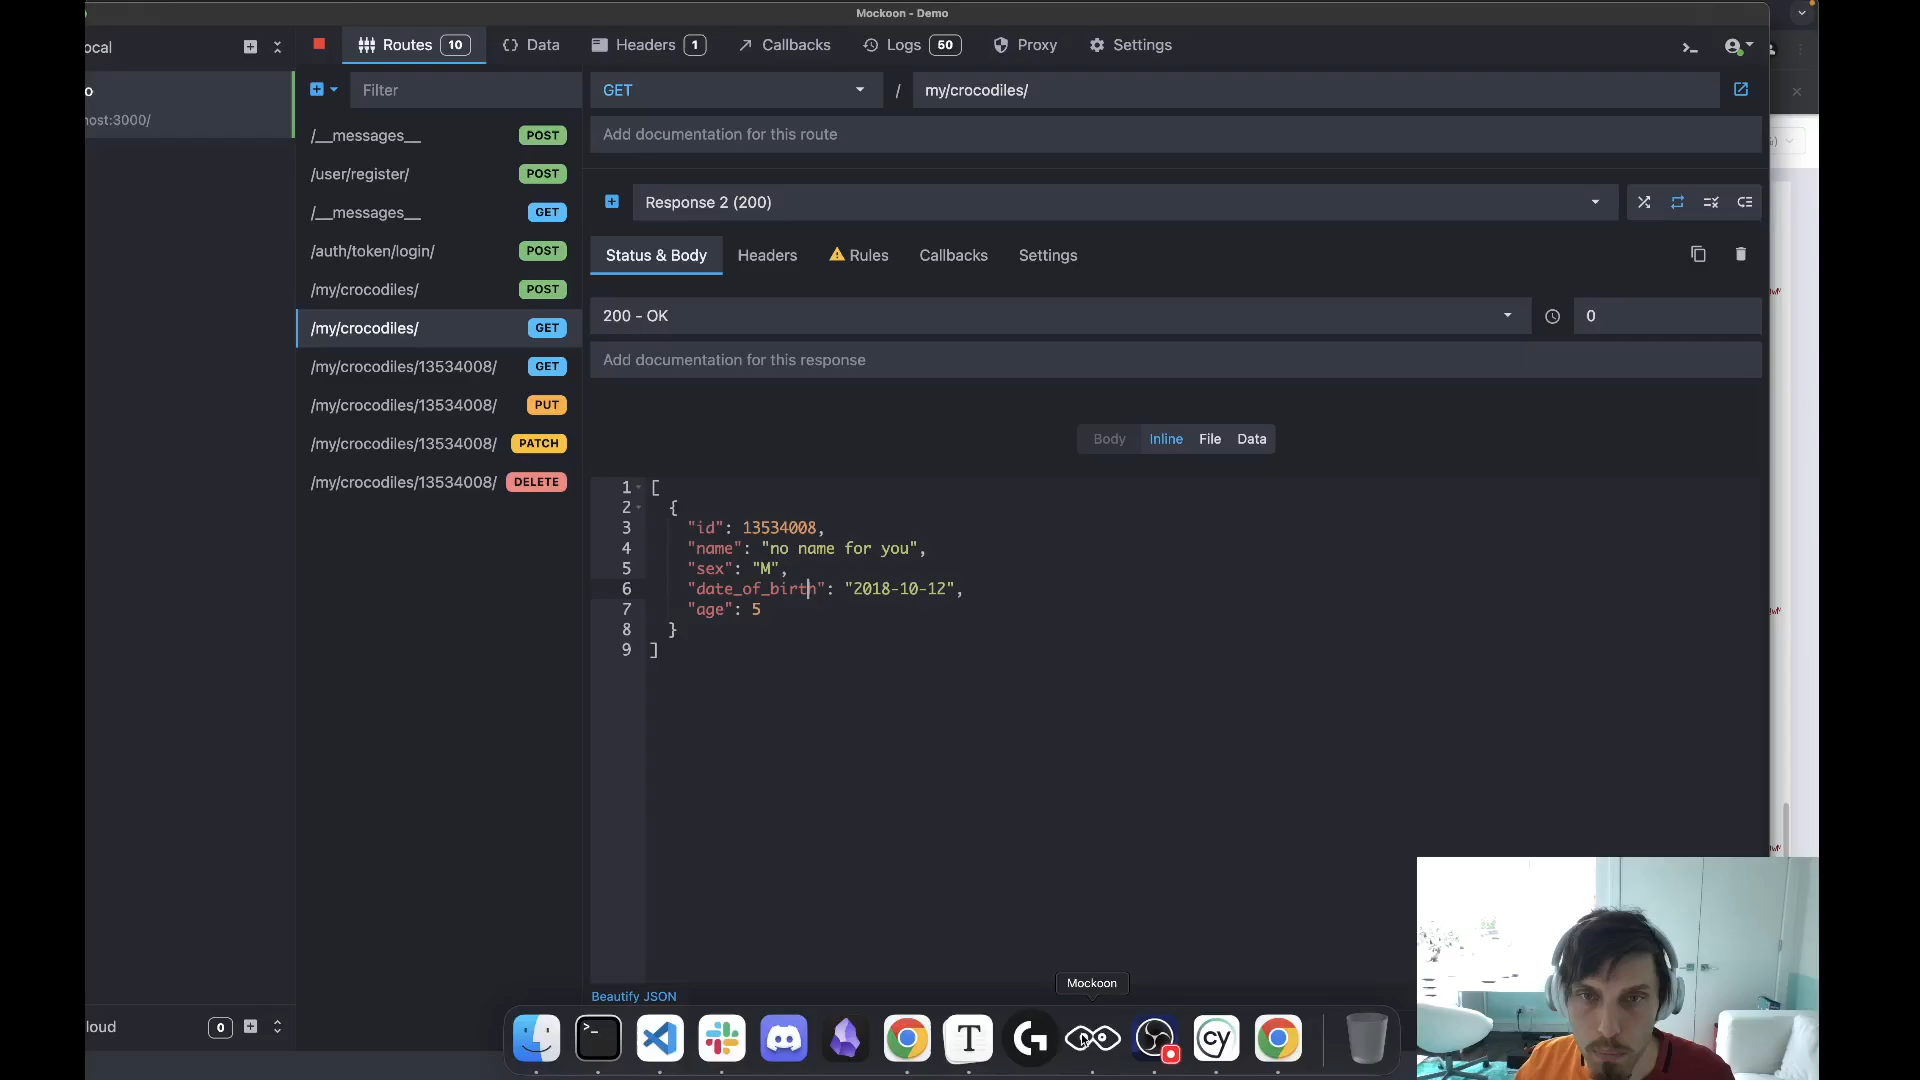 Mockoon - Demo
ocal
Routes 10
Data
Headers 1
Callbacks
Logs 50
Proxy
Settings
o
host:3000/
Filter
GET
/
my/crocodiles/
Add documentation for this route
/__messages__ POST
/user/register/ POST
/__messages__ GET
/auth/token/login/ POST
/my/crocodiles/ POST
/my/crocodiles/ GET
/my/crocodiles/13534008/ GET
/my/crocodiles/13534008/ PUT
/my/crocodiles/13534008/ PATCH
/my/crocodiles/13534008/ DELETE
Response 2 (200)
Status & Body
Headers
Rules
Callbacks
Settings
200 - OK
0
Add documentation for this response
Body Inline File Data
1 [
2 {
3 "id": 13534008,
4 "name": "no name for you",
5 "sex": "M",
6 "date_of_birth": "2018-10-12",
7 "age": 5
8 }
9 ]
Beautify JSON
Mockoon
loud
0
T
cy